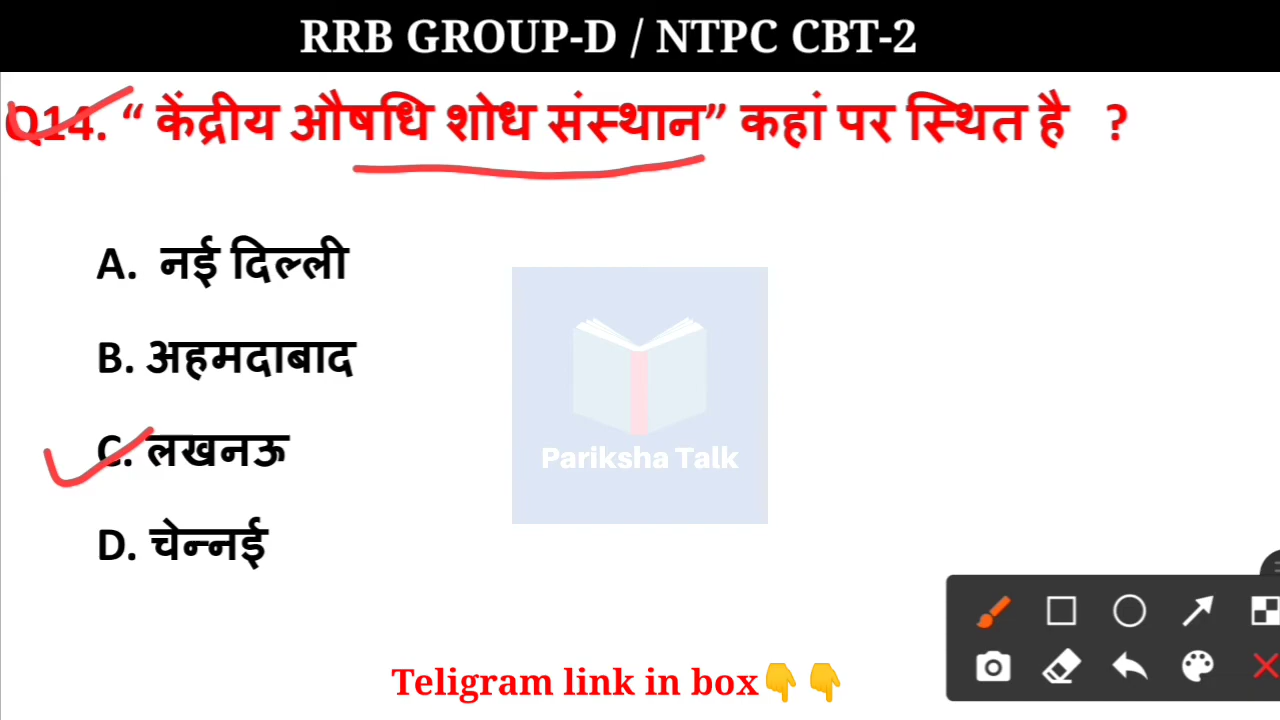 RRB GROUP-D / NTPC CBT-2
Q14. “ केंद्रीय औषधि शोध संस्थान” कहां पर स्थित है ?
A. नई दिल्ली
B. अहमदाबाद
C. लखनऊ
D. चेन्नई
Pariksha Talk
Teligram link in box👇👇